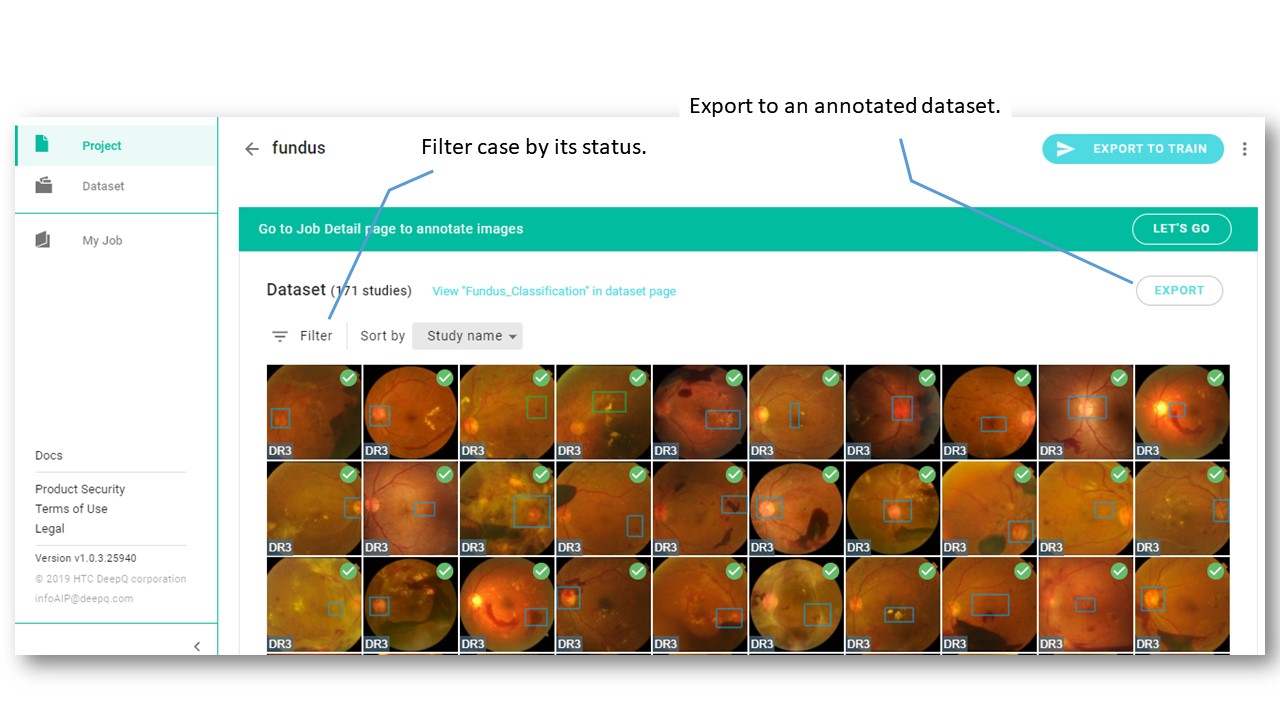 Export to an annotated dataset.
Filter case by its status.
Project
Dataset
My Job
Docs
Product Security
Terms of Use
Legal
Version v1.0.3.25940
© 2019 HTC DeepQ corporation
infoAIP@deepq.com
fundus
EXPORT TO TRAIN
Go to Job Detail page to annotate images
LET'S GO
Dataset (171 studies)
View "Fundus_Classification" in dataset page
EXPORT
Filter
Sort by
Study name
DR3 DR3 DR3 DR3 DR3 DR3 DR3 DR3 DR3 DR3
DR3 DR3 DR3 DR3 DR3 DR3 DR3 DR3 DR3 DR3
DR3 DR3 DR3 DR3 DR3 DR3 DR3 DR3 DR3 DR3